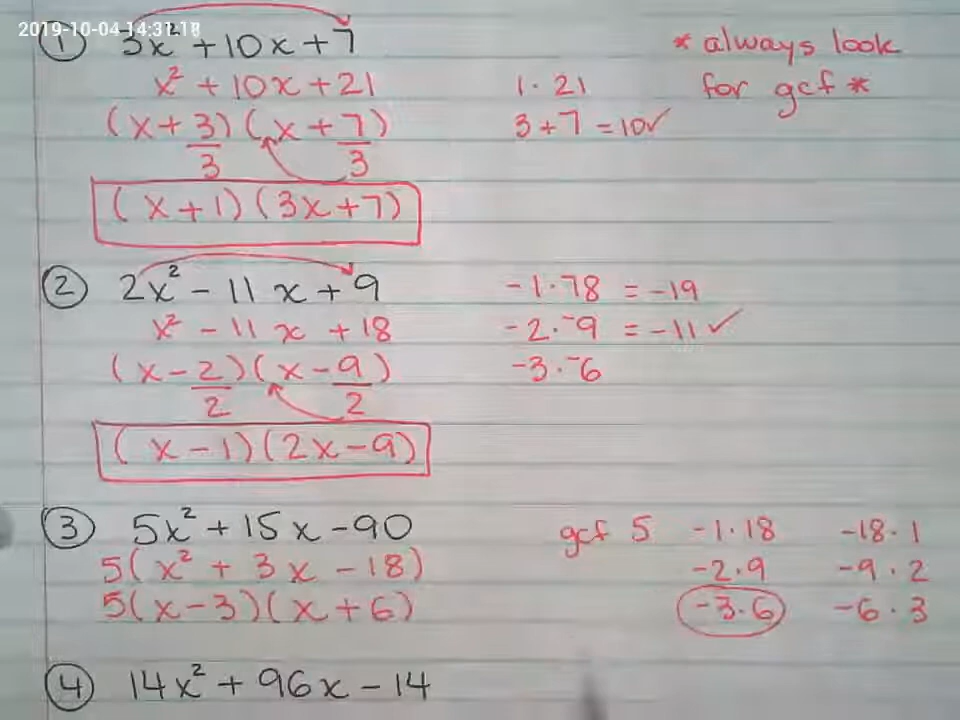 2019-10-04 14:31:18
① 3x² + 10x + 7
* always look
x² + 10x + 21
1 · 21
for gcf *
(x + 3/3)(x + 7/3)
3 + 7 = 10 ✓
(x + 1)(3x + 7)
② 2x² - 11x + 9
-1 · 78 = -19
x² - 11x + 18
-2 · -9 = -11 ✓
(x - 2/2)(x - 9/2)
-3 · -6
(x - 1)(2x - 9)
③ 5x² + 15x - 90
gcf 5
-1 · 18
-18 · 1
5(x² + 3x - 18)
-2 · 9
-9 · 2
5(x - 3)(x + 6)
-3 · 6
-6 · 3
④ 14x² + 96x - 14